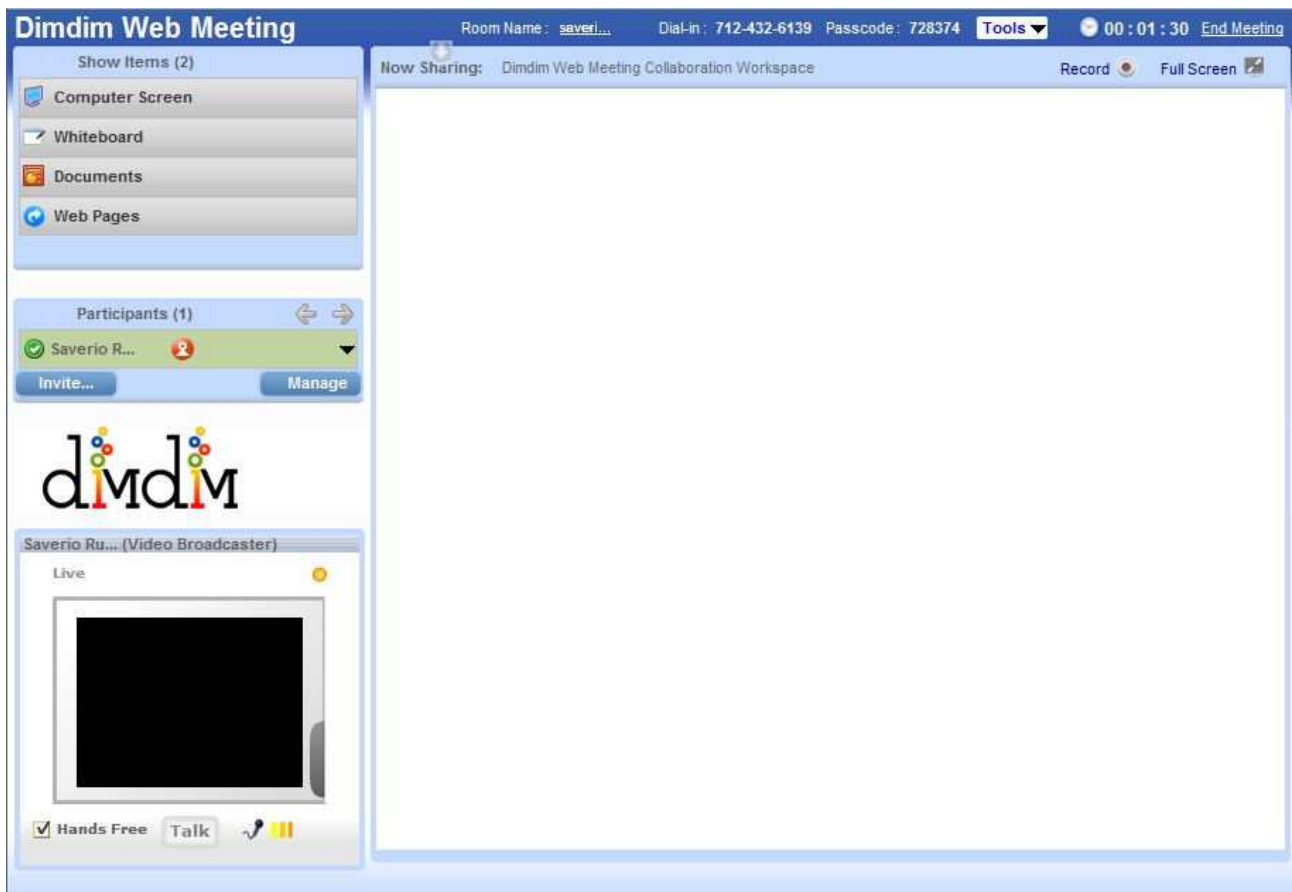 Dimdim Web Meeting
Room Name : saveri...
Dial-in : 712-432-6139 Passcode : 728374
Tools
00 : 01 : 30 End Meeting
Show Items (2)
Computer Screen
Whiteboard
Documents
Web Pages
Now Sharing: Dimdim Web Meeting Collaboration Workspace
Record
Full Screen
Participants (1)
Saverio R...
Invite...
Manage
dimdim
Saverio Ru... (Video Broadcaster)
Live
Hands Free
Talk